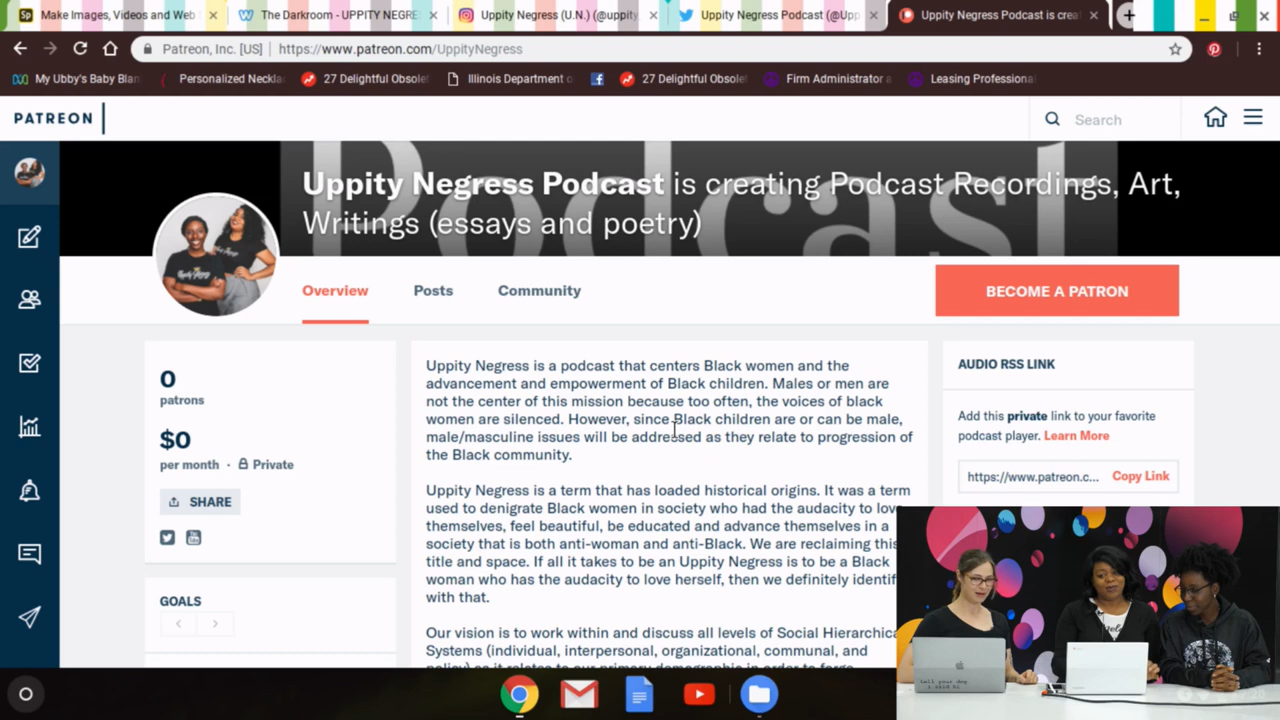 Make Images, Videos and Web
The Darkroom - UPPITY NEGRE
Uppity Negress (U.N.) (@uppity
Uppity Negress Podcast (@Upp
Uppity Negress Podcast is crea
Patreon, Inc. [US] | https://www.patreon.com/UppityNegress
My Ubby's Baby Blan
Personalized Neckla
27 Delightful Obsole
Illinois Department o
27 Delightful Obsole
Firm Administrator a
Leasing Professiona
PATREON
Search
Uppity Negress Podcast is creating Podcast Recordings, Art,
Writings (essays and poetry)
Podcast
Overview
Posts
Community
BECOME A PATRON
0
patrons
$0
per month · Private
SHARE
GOALS
Uppity Negress is a podcast that centers Black women and the
advancement and empowerment of Black children. Males or men are
not the center of this mission because too often, the voices of black
women are silenced. However, since Black children are or can be male,
male/masculine issues will be addressed as they relate to progression of
the Black community.
Uppity Negress is a term that has loaded historical origins. It was a term
used to denigrate Black women in society who had the audacity to love
themselves, feel beautiful, be educated and advance themselves in a
society that is both anti-woman and anti-Black. We are reclaiming this
title and space. If all it takes to be an Uppity Negress is to be a Black
woman who has the audacity to love herself, then we definitely identif
with that.
Our vision is to work within and discuss all levels of Social Hierarchica
Systems (individual, interpersonal, organizational, communal, and
AUDIO RSS LINK
Add this private link to your favorite
podcast player. Learn More
https://www.patreon.c...
Copy Link
tell your dog
i said hi